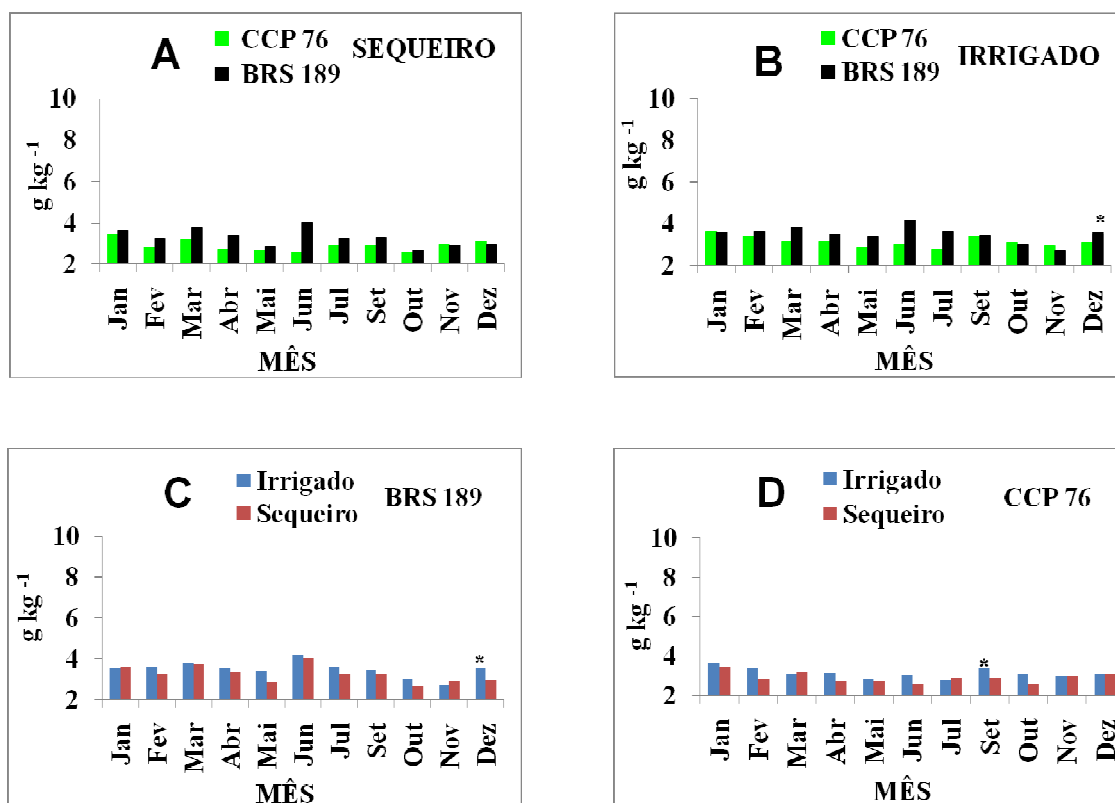 A
CCP 76
BRS 189
SEQUEIRO
10
8
6
4
2
g kg -1
Jan Fev Mar Abr Mai Jun Jul Set Out Nov Dez
MÊS
B
CCP 76
BRS 189
IRRIGADO
10
8
6
4
2
g kg -1
*
Jan Fev Mar Abr Mai Jun Jul Set Out Nov Dez
MÊS
C
Irrigado
Sequeiro
BRS 189
10
8
6
4
2
g kg -1
*
Jan Fev Mar Abr Mai Jun Jul Set Out Nov Dez
MÊS
D
Irrigado
Sequeiro
CCP 76
10
8
6
4
2
g kg -1
*
Jan Fev Mar Abr Mai Jun Jul Set Out Nov Dez
MÊS